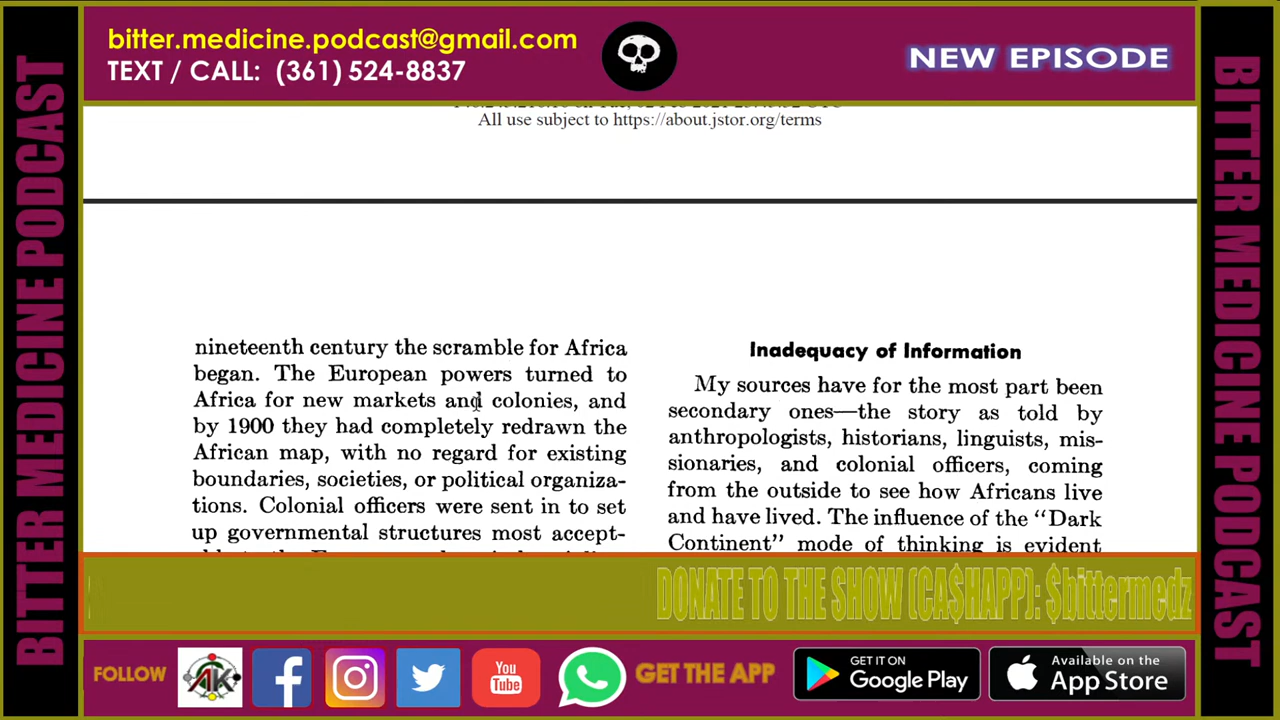 bitter.medicine.podcast@gmail.com
TEXT / CALL: (361) 524-8837
NEW EPISODE
BITTER MEDICINE PODCAST
All use subject to https://about.jstor.org/terms
nineteenth century the scramble for Africa
began. The European powers turned to
Africa for new markets and colonies, and
by 1900 they had completely redrawn the
African map, with no regard for existing
boundaries, societies, or political organiza-
tions. Colonial officers were sent in to set
up governmental structures most accept-
Inadequacy of Information
My sources have for the most part been
secondary ones—the story as told by
anthropologists, historians, linguists, mis-
sionaries, and colonial officers, coming
from the outside to see how Africans live
and have lived. The influence of the "Dark
Continent" mode of thinking is evident
BITTER MEDICINE PODCAST
DONATE TO THE SHOW (CA$HAPP): $bittermedz
FOLLOW
You
Tube
GET THE APP
GET IT ON
Google Play
Available on the
App Store